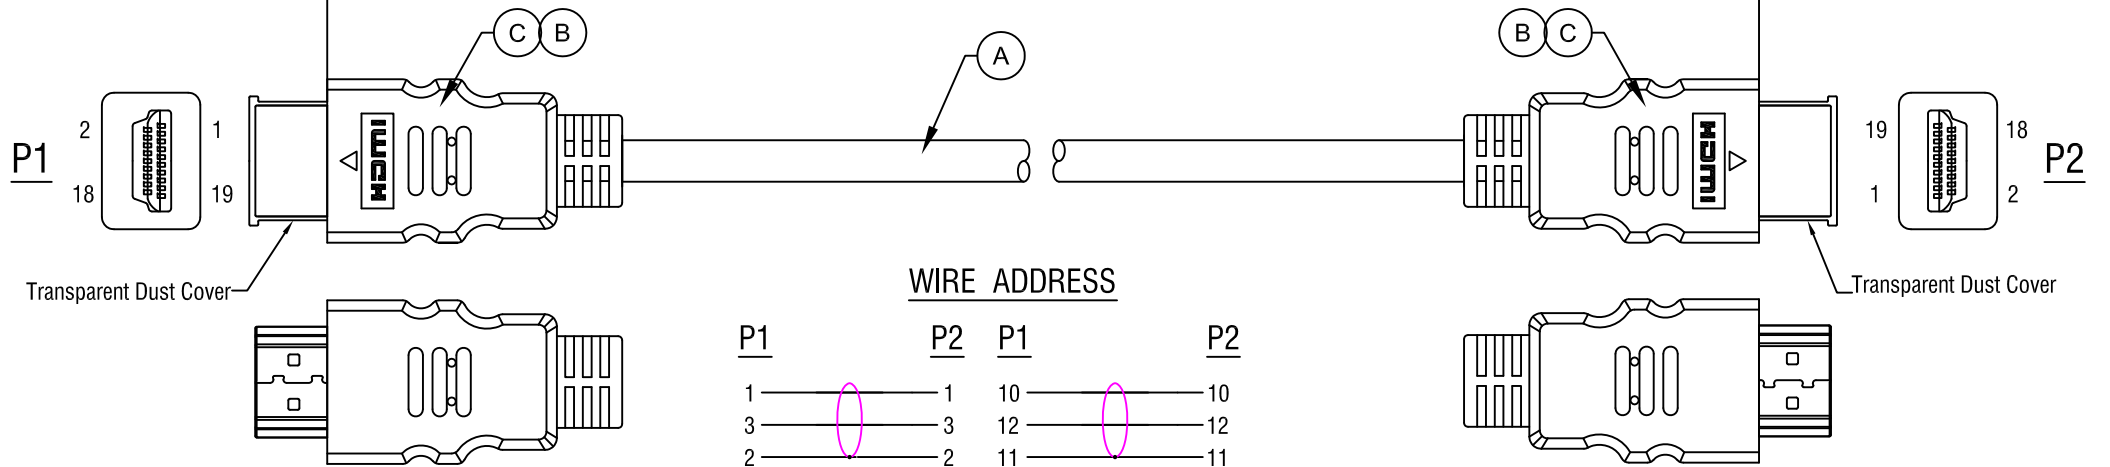 C B
A
B C
2 1
P1
18 19
HDMI
HDMI
19 18
P2
1 2
Transparent Dust Cover
Transparent Dust Cover
WIRE ADDRESS
P1 P2 P1 P2
1 1 10 10
3 3 12 12
2 2 11 11